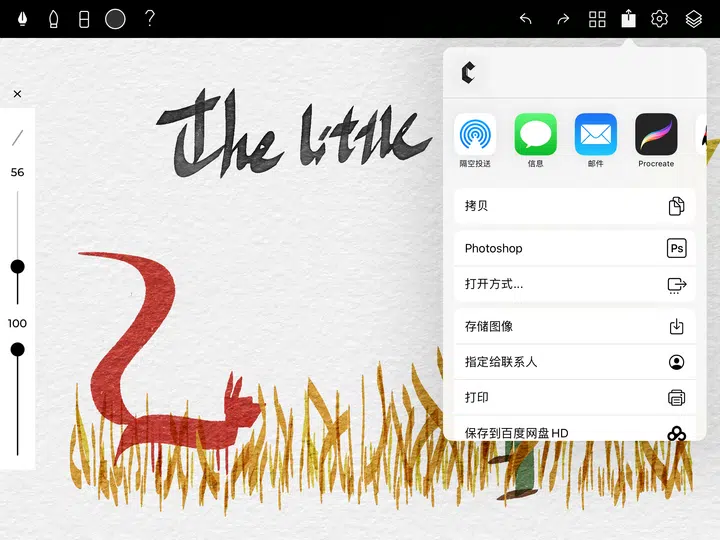 ?
56
100
The little
隔空投送
信息
邮件
Procreate
拷贝
Photoshop
Ps
打开方式...
存储图像
指定给联系人
打印
保存到百度网盘HD